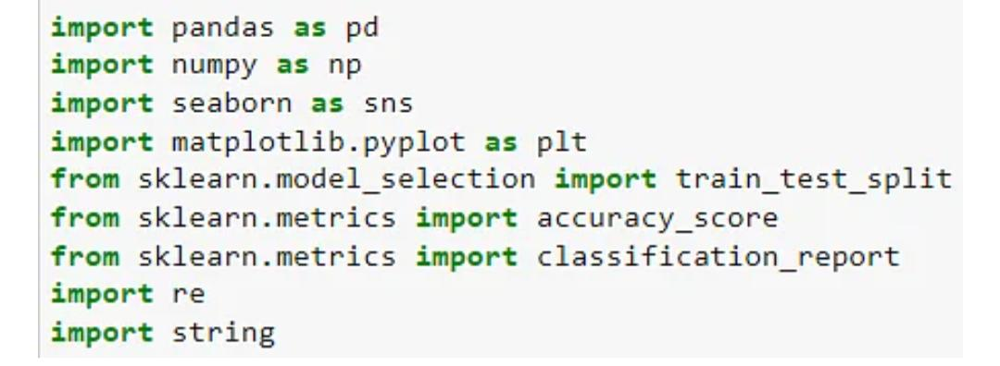 import pandas as pd
import numpy as np
import seaborn as sns
import matplotlib.pyplot as plt
from sklearn.model_selection import train_test_split
from sklearn.metrics import accuracy_score
from sklearn.metrics import classification_report
import re
import string